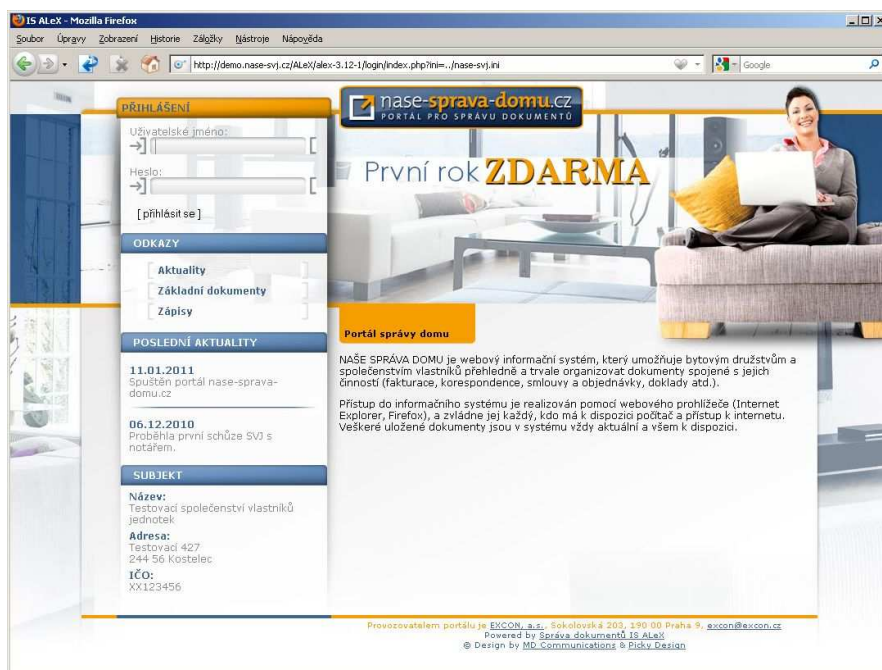 IS ALeX - Mozilla Firefox
Soubor Úpravy Zobrazení Historie Záložky Nástroje Nápověda
http://demo.nase-svj.cz/ALeX/alex-3.12-1/login/index.php?ini=../nase-svj.ini
Google
PŘIHLÁŠENÍ
Uživatelské jméno:
Heslo:
[ přihlásit se ]
nase-sprava-domu.cz
PORTÁL PRO SPRÁVU DOKUMENTŮ
První rok ZDARMA
ODKAZY
Aktuality
Základní dokumenty
Zápisy
POSLEDNÍ AKTUALITY
11.01.2011
Spuštěn portál nase-sprava-
domu.cz
06.12.2010
Proběhla první schůze SVJ s
notářem.
SUBJEKT
Název:
Testovací společenství vlastníků
jednotek
Adresa:
Testovací 427
244 56 Kostelec
IČO:
XX123456
Portál správy domu
NAŠE SPRÁVA DOMU je webový informační systém, který umožňuje bytovým družstvům a
společenstvím vlastníků přehledně a trvale organizovat dokumenty spojené s jejich
činností (fakturace, korespondence, smlouvy a objednávky, doklady atd.).
Přístup do informačního systému je realizován pomocí webového prohlížeče (Internet
Explorer, Firefox), a zvládne jej každý, kdo má k dispozici počítač a přístup k internetu.
Veškeré uložené dokumenty jsou v systému vždy aktuální a všem k dispozici.
Provozovatelem portálu je EXCON, a.s., Sokolovská 203, 190 00 Praha 9, excon@excon.cz
Powered by Správa dokumentů IS ALeX
© Design by MD Communications & Picky Design